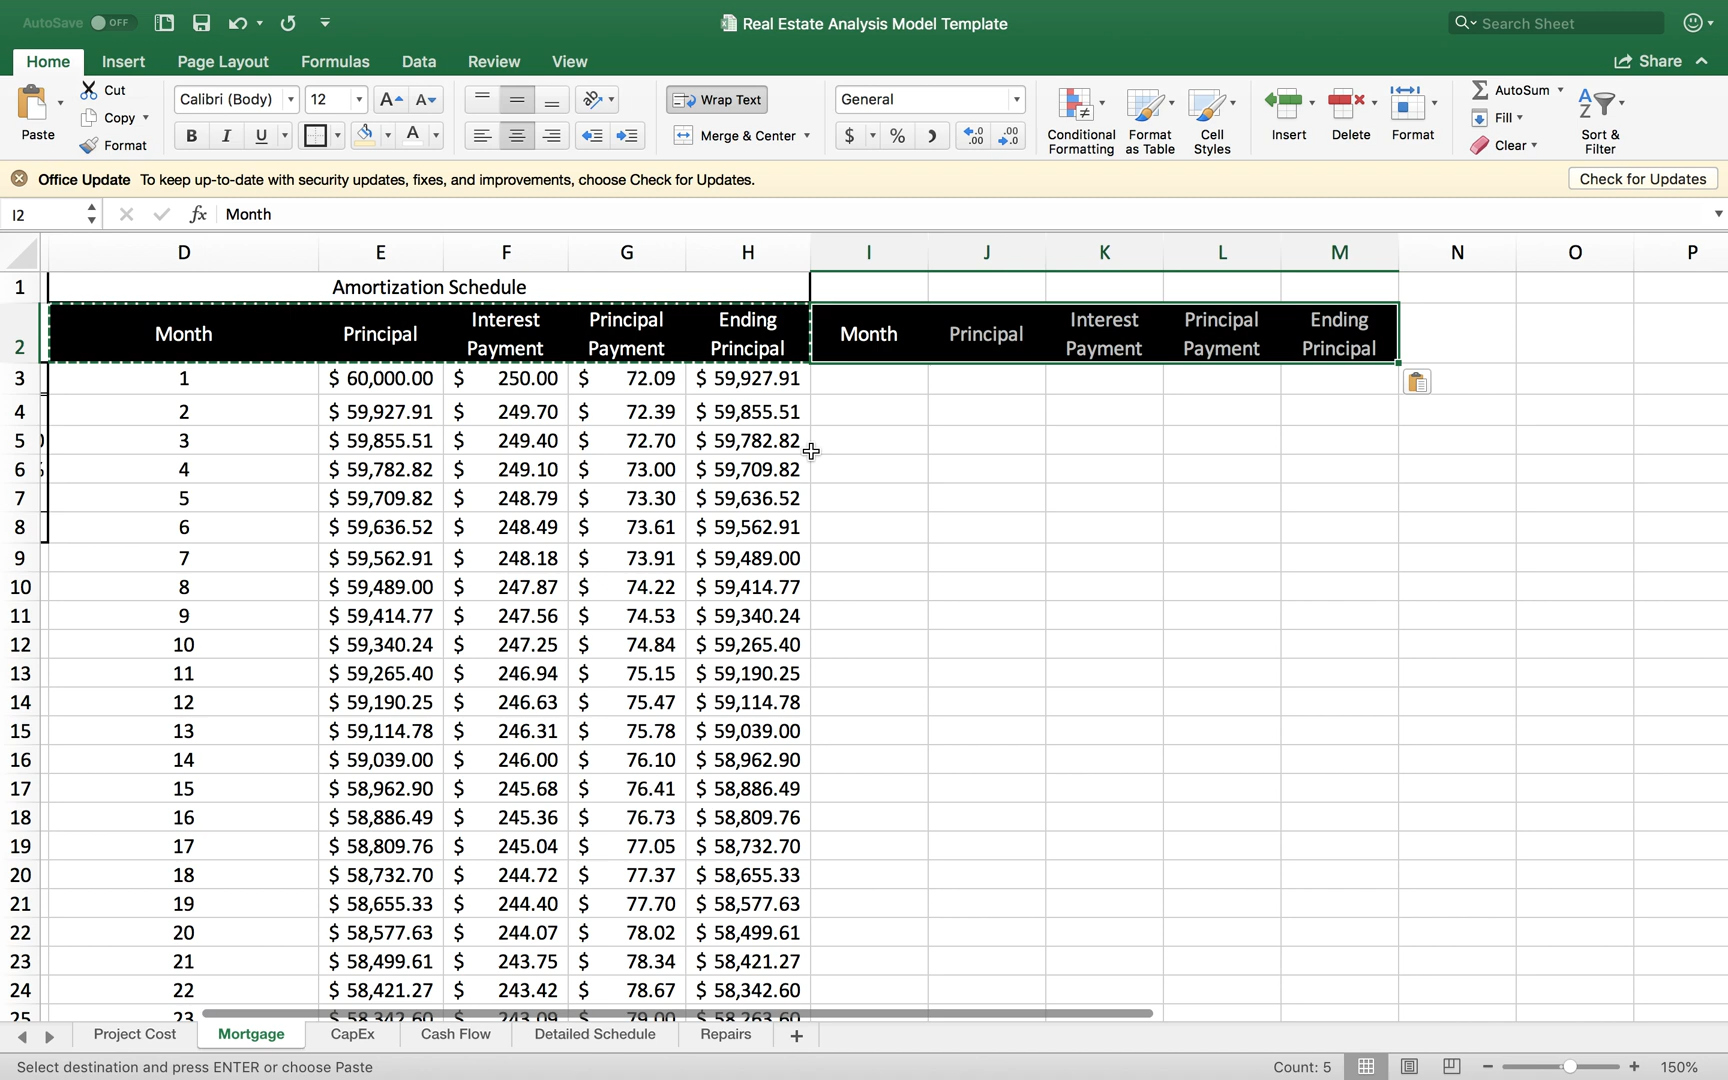 AutoSave OFF
Real Estate Analysis Model Template
Search Sheet
Home Insert Page Layout Formulas Data Review View
Share
Paste
Cut
Copy
Format
Calibri (Body) 12
B I U
Wrap Text
Merge & Center
General
$ %
Conditional Formatting
Format as Table
Cell Styles
Insert
Delete
Format
AutoSum
Fill
Clear
Sort & Filter
Office Update To keep up-to-date with security updates, fixes, and improvements, choose Check for Updates.
Check for Updates
I2 fx Month
D E F G H I J K L M N O P
1 Amortization Schedule
2 Month Principal Interest Payment Principal Payment Ending Principal Month Principal Interest Payment Principal Payment Ending Principal
3 1 $ 60,000.00 $ 250.00 $ 72.09 $ 59,927.91
4 2 $ 59,927.91 $ 249.70 $ 72.39 $ 59,855.51
5 3 $ 59,855.51 $ 249.40 $ 72.70 $ 59,782.82
6 4 $ 59,782.82 $ 249.10 $ 73.00 $ 59,709.82
7 5 $ 59,709.82 $ 248.79 $ 73.30 $ 59,636.52
8 6 $ 59,636.52 $ 248.49 $ 73.61 $ 59,562.91
9 7 $ 59,562.91 $ 248.18 $ 73.91 $ 59,489.00
10 8 $ 59,489.00 $ 247.87 $ 74.22 $ 59,414.77
11 9 $ 59,414.77 $ 247.56 $ 74.53 $ 59,340.24
12 10 $ 59,340.24 $ 247.25 $ 74.84 $ 59,265.40
13 11 $ 59,265.40 $ 246.94 $ 75.15 $ 59,190.25
14 12 $ 59,190.25 $ 246.63 $ 75.47 $ 59,114.78
15 13 $ 59,114.78 $ 246.31 $ 75.78 $ 59,039.00
16 14 $ 59,039.00 $ 246.00 $ 76.10 $ 58,962.90
17 15 $ 58,962.90 $ 245.68 $ 76.41 $ 58,886.49
18 16 $ 58,886.49 $ 245.36 $ 76.73 $ 58,809.76
19 17 $ 58,809.76 $ 245.04 $ 77.05 $ 58,732.70
20 18 $ 58,732.70 $ 244.72 $ 77.37 $ 58,655.33
21 19 $ 58,655.33 $ 244.40 $ 77.70 $ 58,577.63
22 20 $ 58,577.63 $ 244.07 $ 78.02 $ 58,499.61
23 21 $ 58,499.61 $ 243.75 $ 78.34 $ 58,421.27
24 22 $ 58,421.27 $ 243.42 $ 78.67 $ 58,342.60
25 23 $ 58,342.60 $ 243.09 $ 79.00 $ 58,263.60
Project Cost Mortgage CapEx Cash Flow Detailed Schedule Repairs
Select destination and press ENTER or choose Paste Count: 5 150%